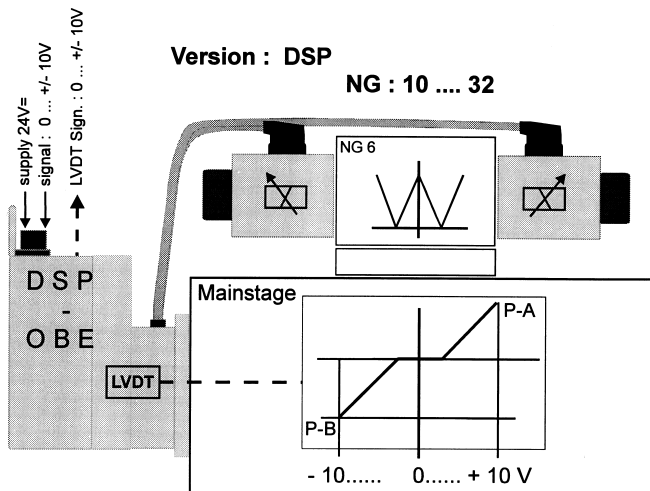 Version : DSP
NG : 10 .... 32
supply 24V=
signal : 0 ... +/- 10V
LVDT Sign. : 0 ... +/- 10V
NG 6
D S P
-
O B E
Mainstage
P-A
LVDT
P-B
- 10...... 0...... + 10 V